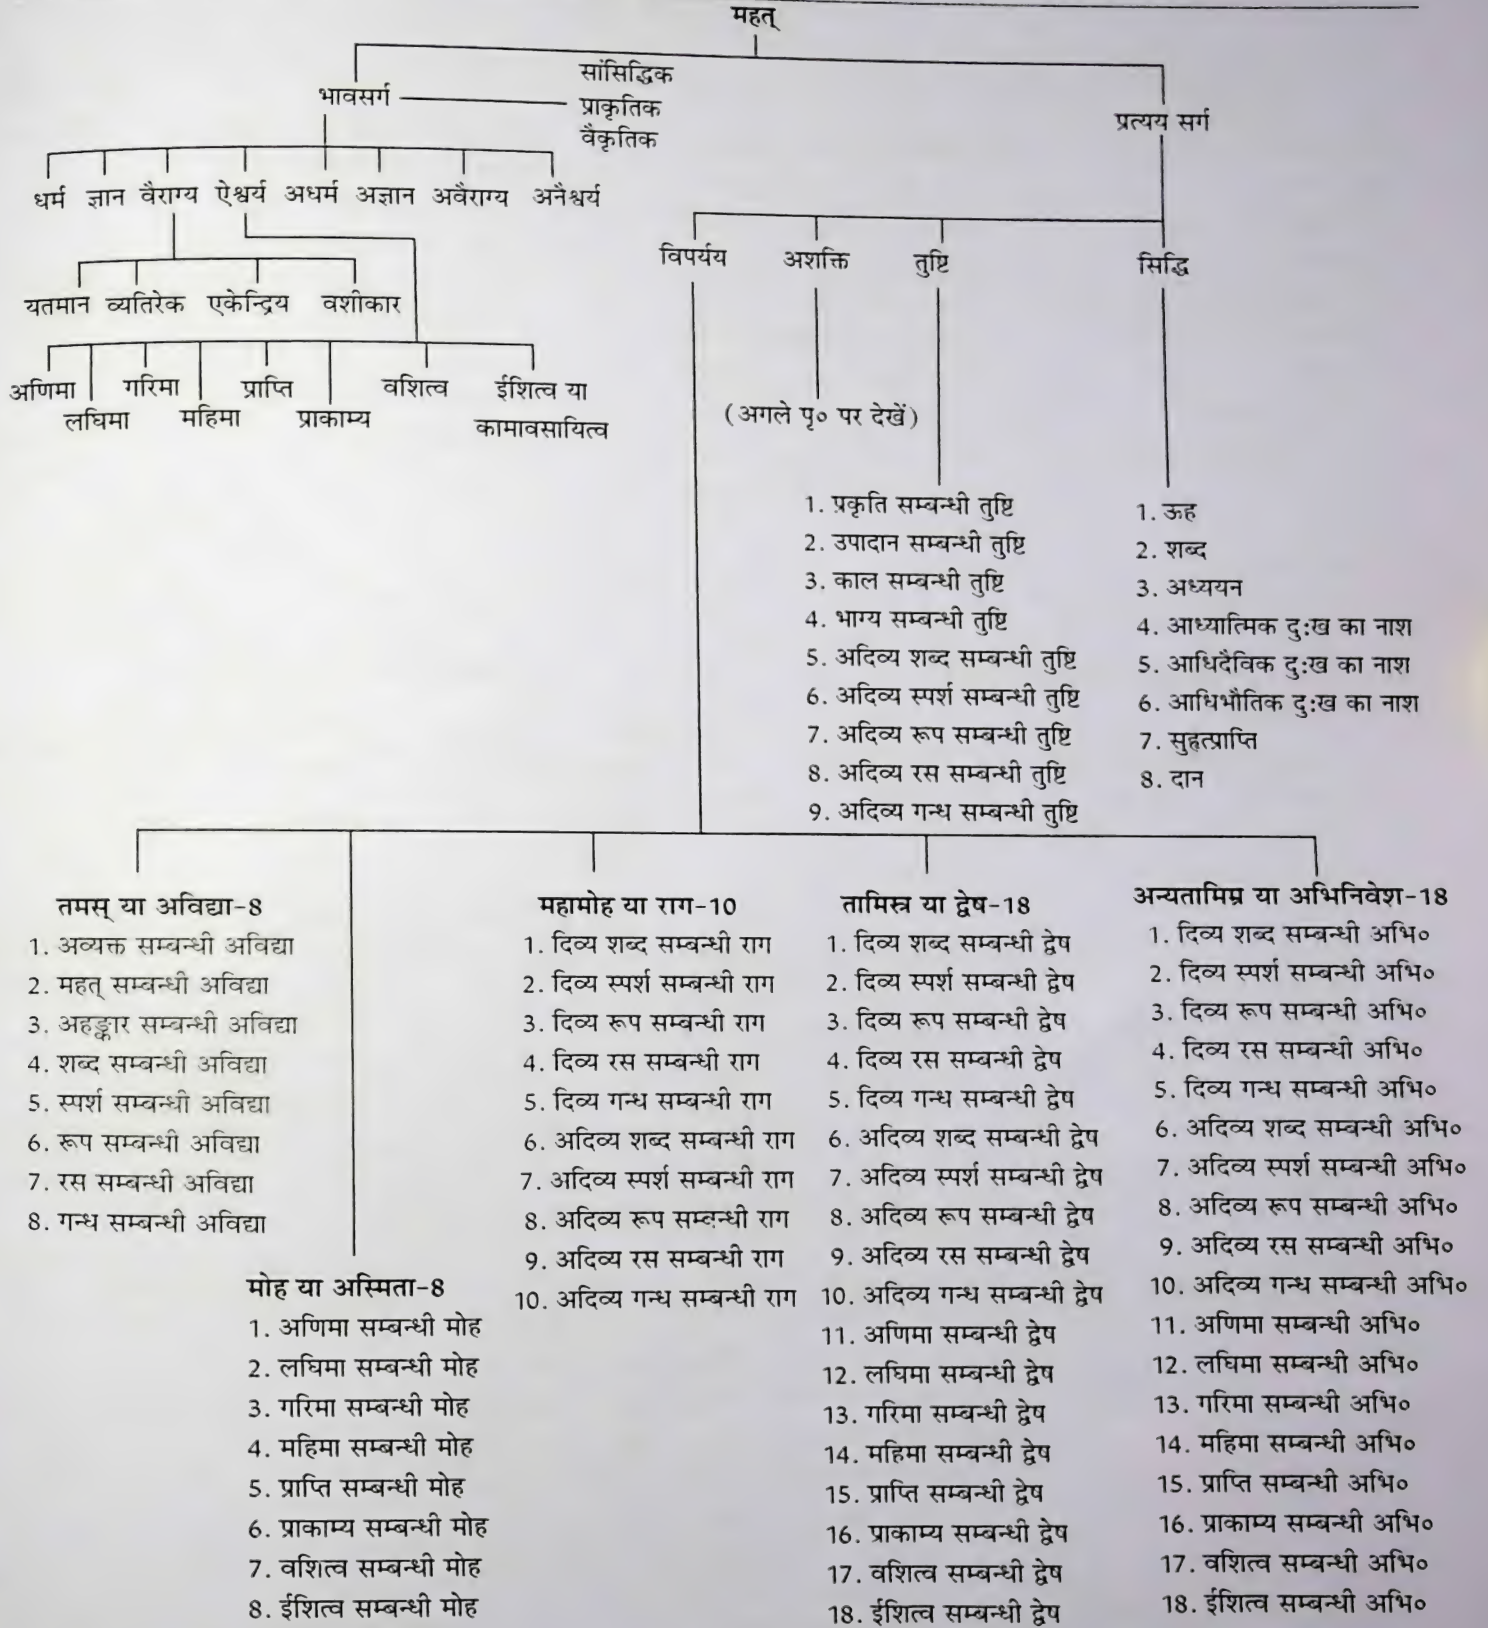 महत्
सांसिद्धिक
भावसर्ग
प्राकृतिक
वैकृतिक
प्रत्यय सर्ग
धर्म ज्ञान वैराग्य ऐश्वर्य अधर्म अज्ञान अवैराग्य अनैश्वर्य
विपर्यय अशक्ति तुष्टि सिद्धि
यतमान व्यतिरेक एकेन्द्रिय वशीकार
अणिमा गरिमा प्राप्ति वशित्व ईशित्व या
लघिमा महिमा प्राकाम्य कामावसायित्व
(अगले पृ० पर देखें)
1. प्रकृति सम्बन्धी तुष्टि
2. उपादान सम्बन्धी तुष्टि
3. काल सम्बन्धी तुष्टि
4. भाग्य सम्बन्धी तुष्टि
5. अदिव्य शब्द सम्बन्धी तुष्टि
6. अदिव्य स्पर्श सम्बन्धी तुष्टि
7. अदिव्य रूप सम्बन्धी तुष्टि
8. अदिव्य रस सम्बन्धी तुष्टि
9. अदिव्य गन्ध सम्बन्धी तुष्टि
1. ऊह
2. शब्द
3. अध्ययन
4. आध्यात्मिक दुःख का नाश
5. आधिदैविक दुःख का नाश
6. आधिभौतिक दुःख का नाश
7. सुहृत्प्राप्ति
8. दान
तमस् या अविद्या-8
1. अव्यक्त सम्बन्धी अविद्या
2. महत् सम्बन्धी अविद्या
3. अहङ्कार सम्बन्धी अविद्या
4. शब्द सम्बन्धी अविद्या
5. स्पर्श सम्बन्धी अविद्या
6. रूप सम्बन्धी अविद्या
7. रस सम्बन्धी अविद्या
8. गन्ध सम्बन्धी अविद्या
मोह या अस्मिता-8
1. अणिमा सम्बन्धी मोह
2. लघिमा सम्बन्धी मोह
3. गरिमा सम्बन्धी मोह
4. महिमा सम्बन्धी मोह
5. प्राप्ति सम्बन्धी मोह
6. प्राकाम्य सम्बन्धी मोह
7. वशित्व सम्बन्धी मोह
8. ईशित्व सम्बन्धी मोह
महामोह या राग-10
1. दिव्य शब्द सम्बन्धी राग
2. दिव्य स्पर्श सम्बन्धी राग
3. दिव्य रूप सम्बन्धी राग
4. दिव्य रस सम्बन्धी राग
5. दिव्य गन्ध सम्बन्धी राग
6. अदिव्य शब्द सम्बन्धी राग
7. अदिव्य स्पर्श सम्बन्धी राग
8. अदिव्य रूप सम्बन्धी राग
9. अदिव्य रस सम्बन्धी राग
10. अदिव्य गन्ध सम्बन्धी राग
तामिस्त्र या द्वेष-18
1. दिव्य शब्द सम्बन्धी द्वेष
2. दिव्य स्पर्श सम्बन्धी द्वेष
3. दिव्य रूप सम्बन्धी द्वेष
4. दिव्य रस सम्बन्धी द्वेष
5. दिव्य गन्ध सम्बन्धी द्वेष
6. अदिव्य शब्द सम्बन्धी द्वेष
7. अदिव्य स्पर्श सम्बन्धी द्वेष
8. अदिव्य रूप सम्बन्धी द्वेष
9. अदिव्य रस सम्बन्धी द्वेष
10. अदिव्य गन्ध सम्बन्धी द्वेष
11. अणिमा सम्बन्धी द्वेष
12. लघिमा सम्बन्धी द्वेष
13. गरिमा सम्बन्धी द्वेष
14. महिमा सम्बन्धी द्वेष
15. प्राप्ति सम्बन्धी द्वेष
16. प्राकाम्य सम्बन्धी द्वेष
17. वशित्व सम्बन्धी द्वेष
18. ईशित्व सम्बन्धी द्वेष
अन्यतामिम्र या अभिनिवेश-18
1. दिव्य शब्द सम्बन्धी अभि०
2. दिव्य स्पर्श सम्बन्धी अभि०
3. दिव्य रूप सम्बन्धी अभि०
4. दिव्य रस सम्बन्धी अभि०
5. दिव्य गन्ध सम्बन्धी अभि०
6. अदिव्य शब्द सम्बन्धी अभि०
7. अदिव्य स्पर्श सम्बन्धी अभि०
8. अदिव्य रूप सम्बन्धी अभि०
9. अदिव्य रस सम्बन्धी अभि०
10. अदिव्य गन्ध सम्बन्धी अभि०
11. अणिमा सम्बन्धी अभि०
12. लघिमा सम्बन्धी अभि०
13. गरिमा सम्बन्धी अभि०
14. महिमा सम्बन्धी अभि०
15. प्राप्ति सम्बन्धी अभि०
16. प्राकाम्य सम्बन्धी अभि०
17. वशित्व सम्बन्धी अभि०
18. ईशित्व सम्बन्धी अभि०